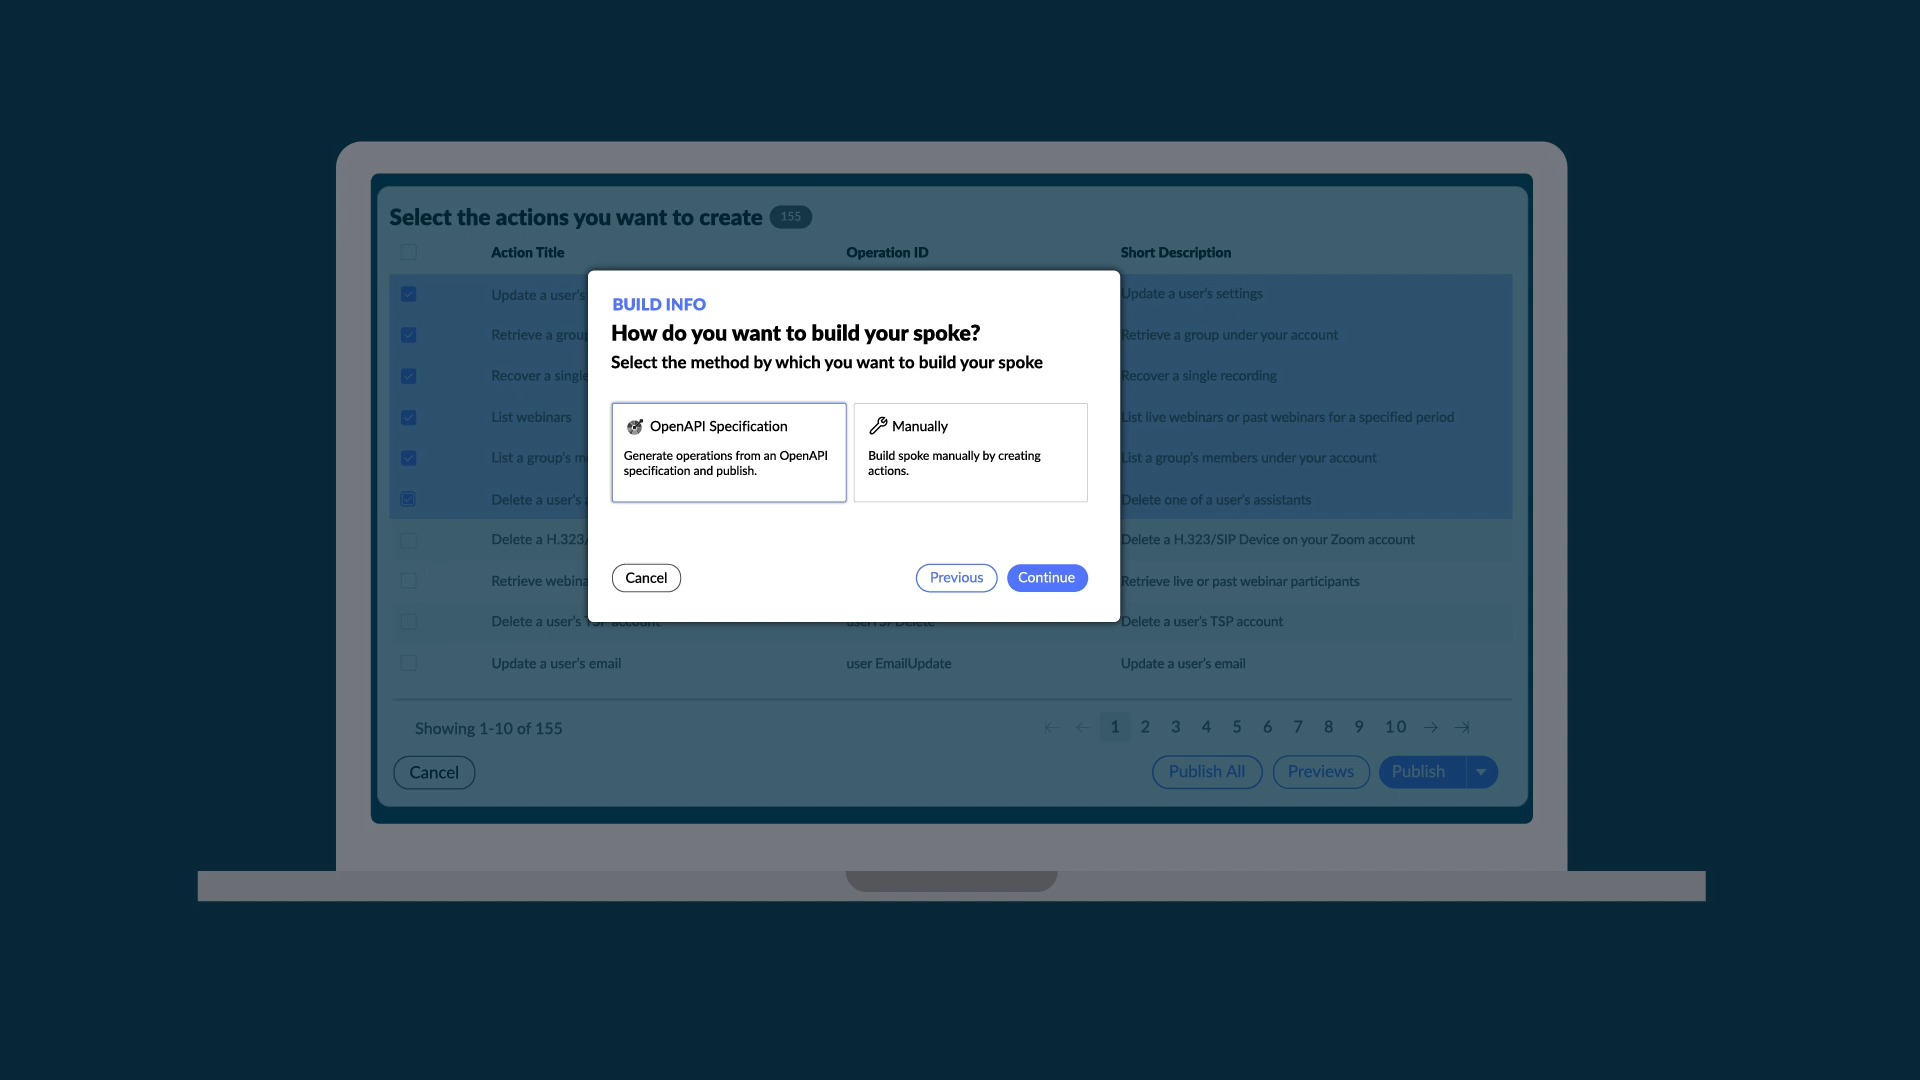 Select the actions you want to create 155
Action Title Operation ID Short Description
BUILD INFO
How do you want to build your spoke?
Select the method by which you want to build your spoke
OpenAPI Specification
Generate operations from an OpenAPI
specification and publish.
Manually
Build spoke manually by creating
actions.
Cancel Previous Continue
Update a user's Update a user's settings
Retrieve a group Retrieve a group under your account
Recover a single Recover a single recording
List webinars List live webinars or past webinars for a specified period
List a group's List a group's members under your account
Delete a user's Delete one of a user's assistants
Delete a H.323/ Delete a H.323/SIP Device on your Zoom account
Retrieve Retrieve live or past webinar participants
Delete a user's TSP account userTSPDelete Delete a user's TSP account
Update a user's email user EmailUpdate Update a user's email
Showing 1-10 of 155 1 2 3 4 5 6 7 8 9 10
Cancel Publish All Previews Publish